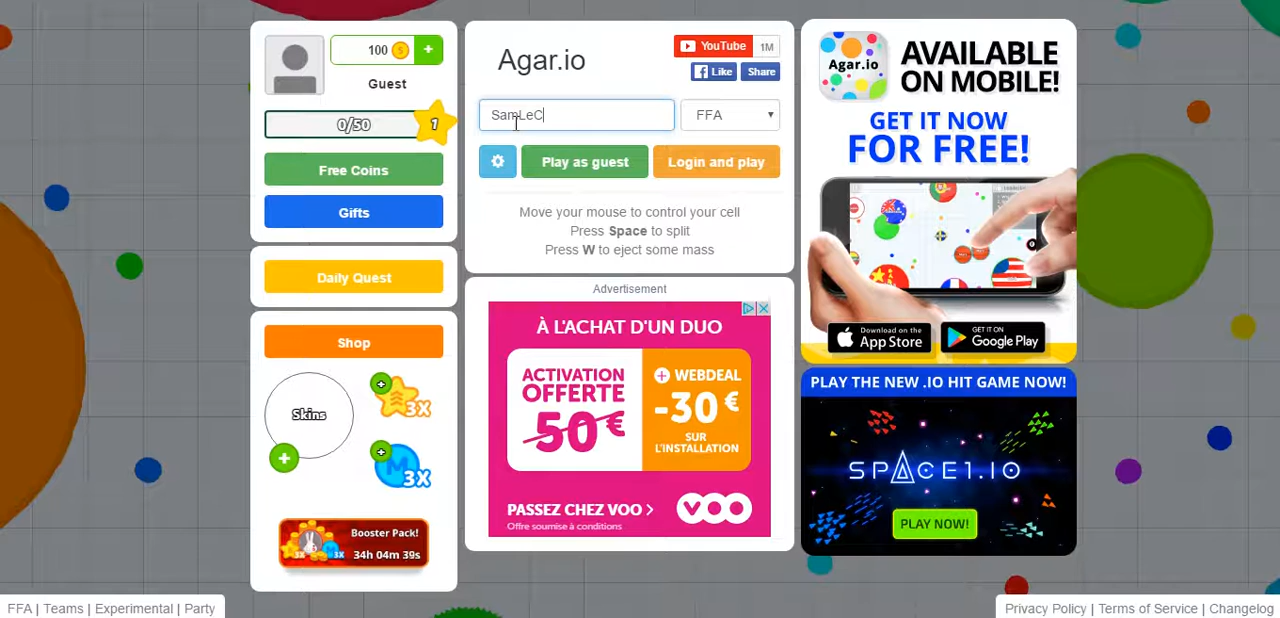 100
+
Guest
0/50
1
Free Coins
Gifts
Daily Quest
Shop
Skins
+
+
3X
+
M
3X
Booster Pack!
3X
3X
34h 04m 39s
Agar.io
YouTube
1M
Like
Share
SamLeC
FFA
Play as guest
Login and play
Move your mouse to control your cell
Press Space to split
Press W to eject some mass
Advertisement
À L'ACHAT D'UN DUO
ACTIVATION
OFFERTE
50€
+ WEBDEAL
-30€
SUR
L'INSTALLATION
PASSEZ CHEZ VOO >
Offre soumise à conditions
VOO
Agar.io
AVAILABLE
ON MOBILE!
GET IT NOW
FOR FREE!
Download on the
App Store
GET IT ON
Google Play
PLAY THE NEW .IO HIT GAME NOW!
SPACE1.IO
PLAY NOW!
FFA | Teams | Experimental | Party
Privacy Policy | Terms of Service | Changelog